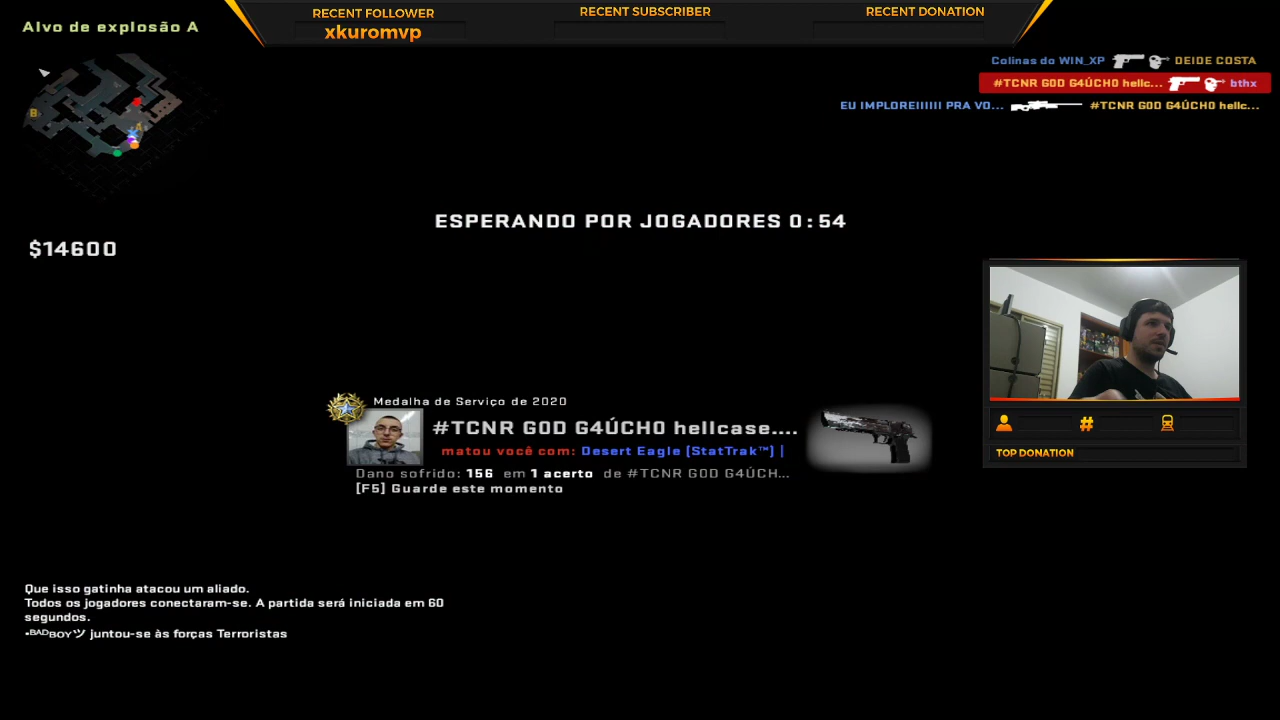 Alvo de explosão A
RECENT FOLLOWER
xkuromvp
RECENT SUBSCRIBER
RECENT DONATION
Colinas do WIN_XP DEIDE COSTA
#TCNR G0D G4ÚCH0 hellc... bthx
EU IMPLOREIIIIII PRA VO... #TCNR G0D G4ÚCH0 hellc...
B
A
ESPERANDO POR JOGADORES 0:54
$14600
Medalha de Serviço de 2020
#TCNR G0D G4ÚCH0 hellcase....
matou você com: Desert Eagle (StatTrak™) |
Dano sofrido: 156 em 1 acerto de #TCNR G0D G4ÚCH...
[F5] Guarde este momento
#
TOP DONATION
Que isso gatinha atacou um aliado.
Todos os jogadores conectaram-se. A partida será iniciada em 60
segundos.
•ᴮᴬᴰBOYツ juntou-se às forças Terroristas